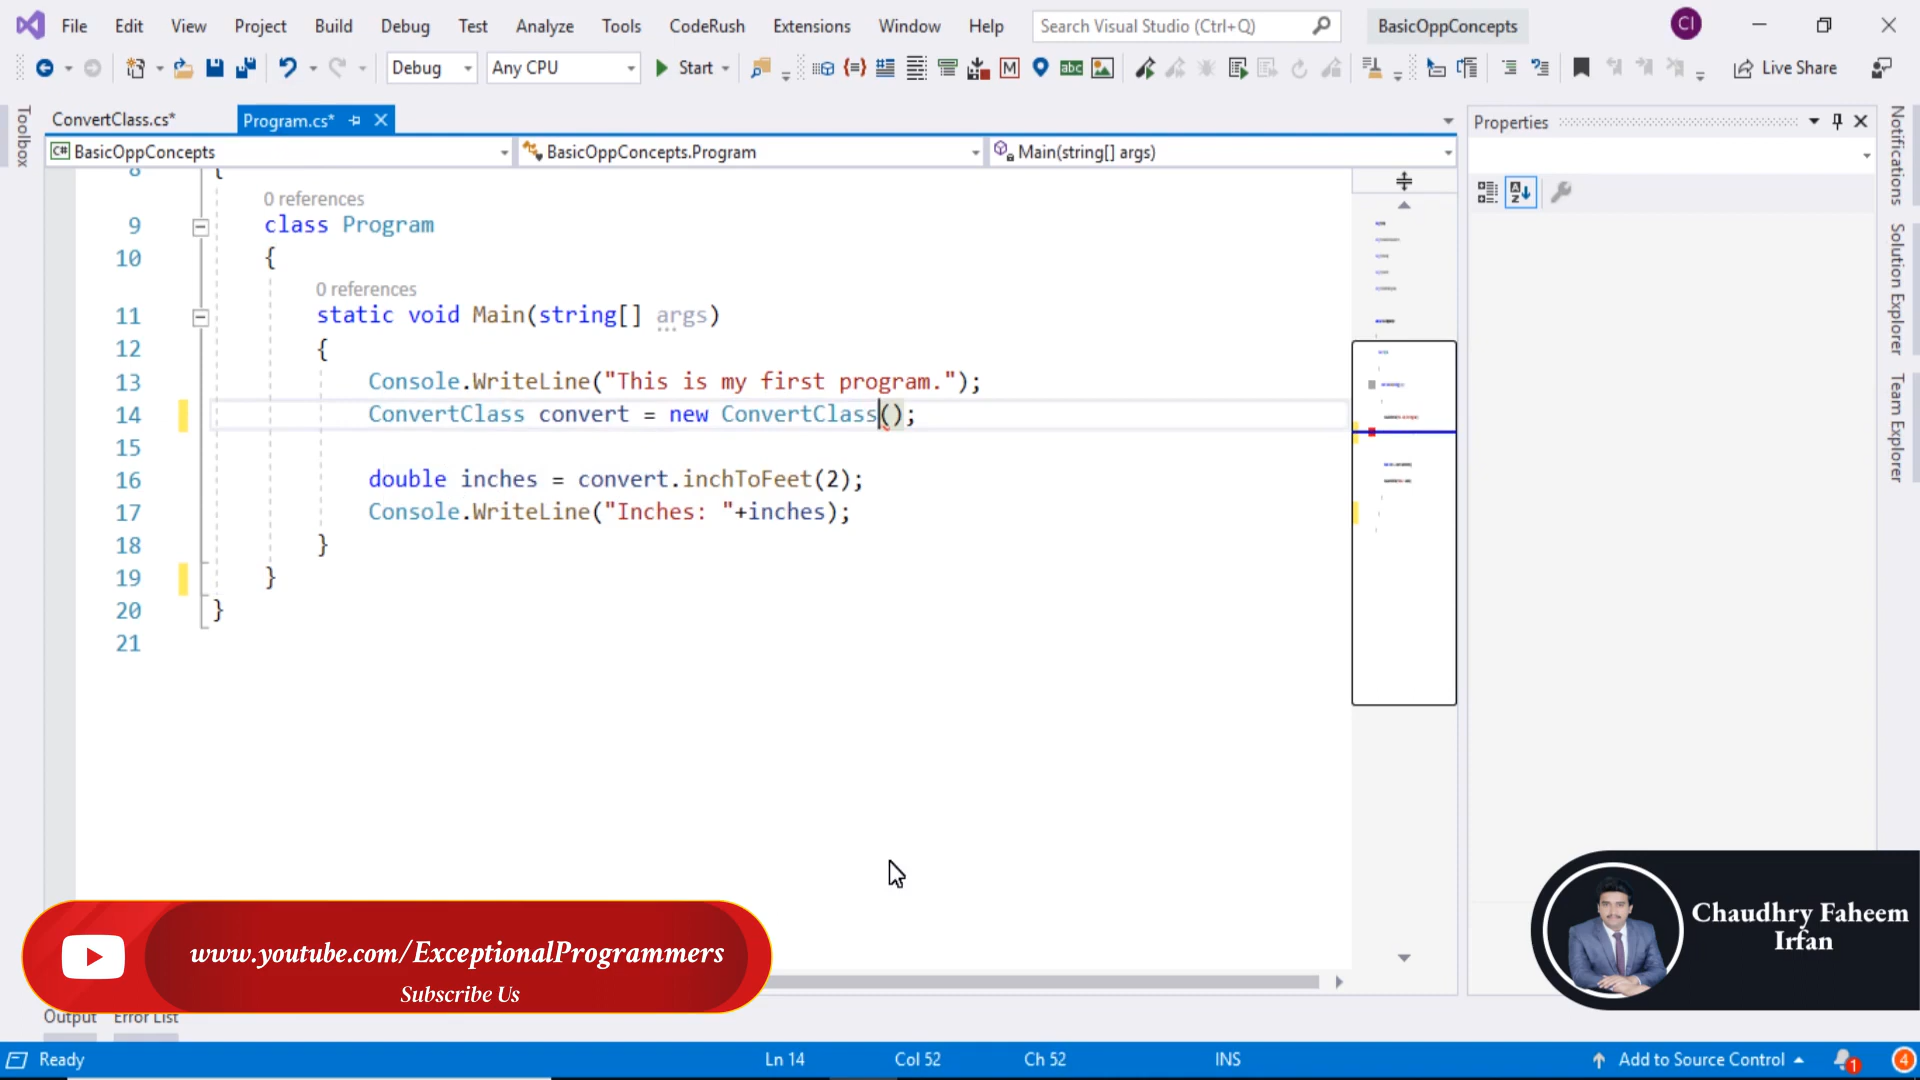 File Edit View Project Build Debug Test Analyze Tools CodeRush Extensions Window Help Search Visual Studio (Ctrl+Q) BasicOppConcepts CI
Debug Any CPU Start abc Live Share
ConvertClass.cs* Program.cs*
C# BasicOppConcepts BasicOppConcepts.Program Main(string[] args)
Toolbox
Properties
Notifications
Solution Explorer
Team Explorer
8 {
0 references
9 class Program
10 {
0 references
11 static void Main(string[] args)
12 {
13 Console.WriteLine("This is my first program.");
14 ConvertClass convert = new ConvertClass();
15
16 double inches = convert.inchToFeet(2);
17 Console.WriteLine("Inches: "+inches);
18 }
19 }
20 }
21
www.youtube.com/ExceptionalProgrammers
Subscribe Us
Chaudhry Faheem
Irfan
Output Error List
Ready Ln 14 Col 52 Ch 52 INS Add to Source Control 1 4